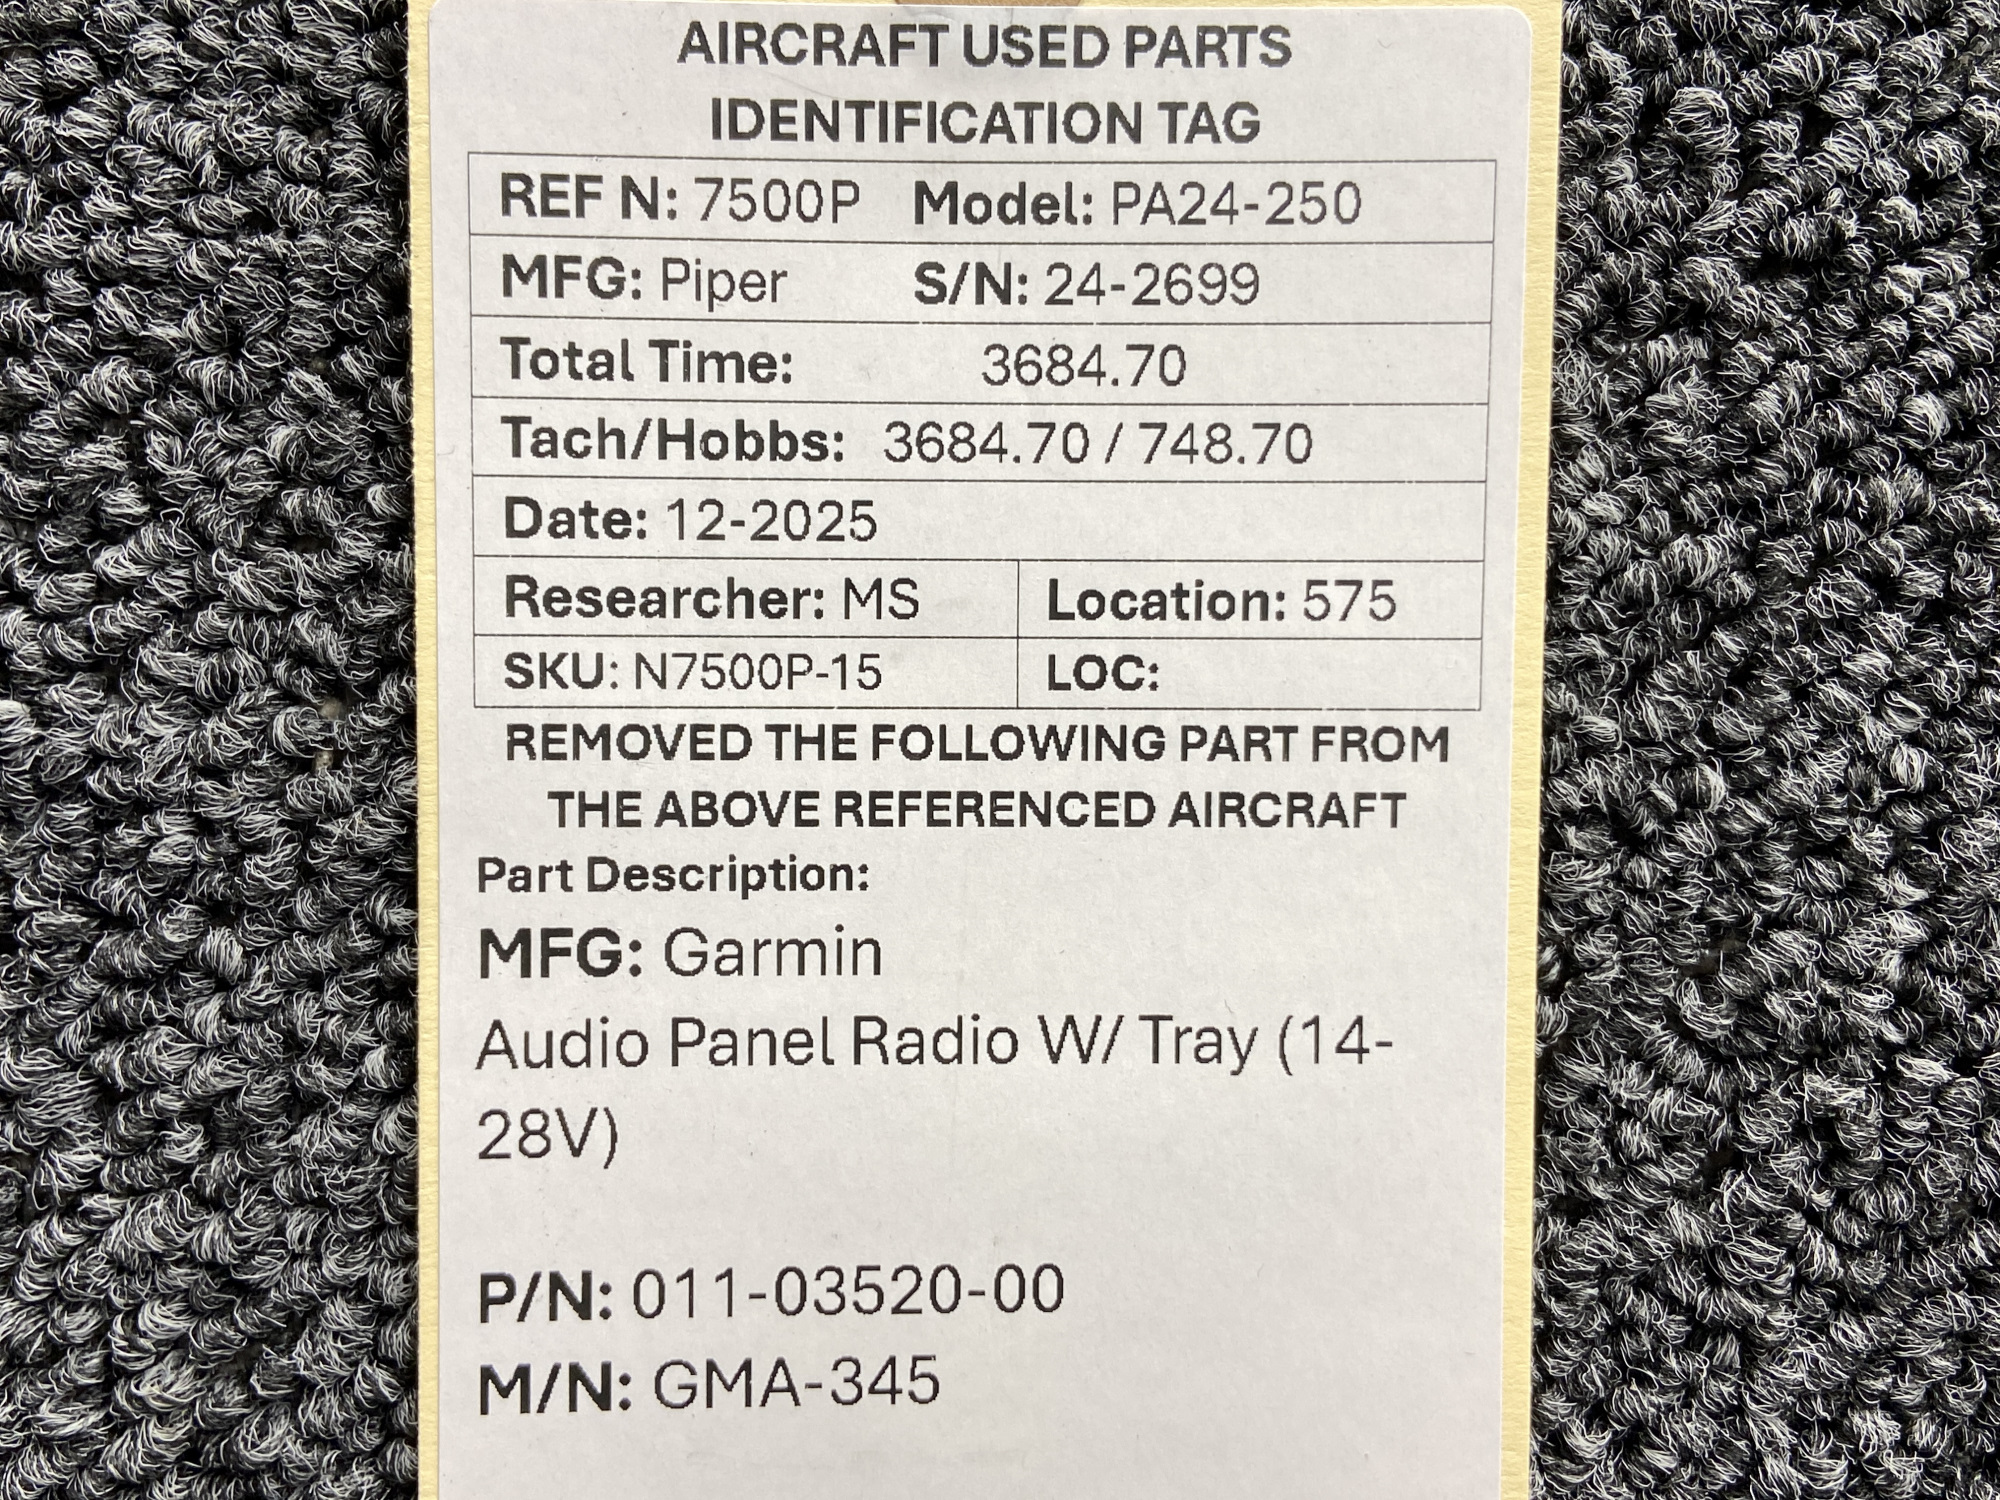 AIRCRAFT USED PARTS
IDENTIFICATION TAG
REF N: 7500P Model: PA24-250
MFG: Piper S/N: 24-2699
Total Time: 3684.70
Tach/Hobbs: 3684.70 / 748.70
Date: 12-2025
Researcher: MS Location: 575
SKU: N7500P-15 LOC:
REMOVED THE FOLLOWING PART FROM
THE ABOVE REFERENCED AIRCRAFT
Part Description:
MFG: Garmin
Audio Panel Radio W/ Tray (14-
28V)
P/N: 011-03520-00
M/N: GMA-345